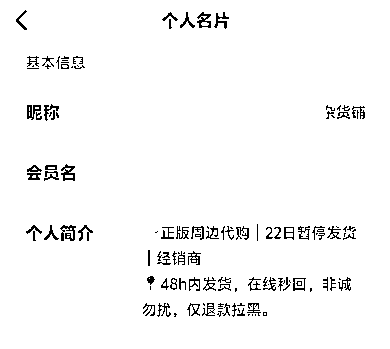 个人名片
基本信息
昵称 杂货铺
会员名
个人简介 正版周边代购 | 22日暂停发货
| 经销商
📍 48h内发货，在线秒回，非诚
勿扰，仅退款拉黑。